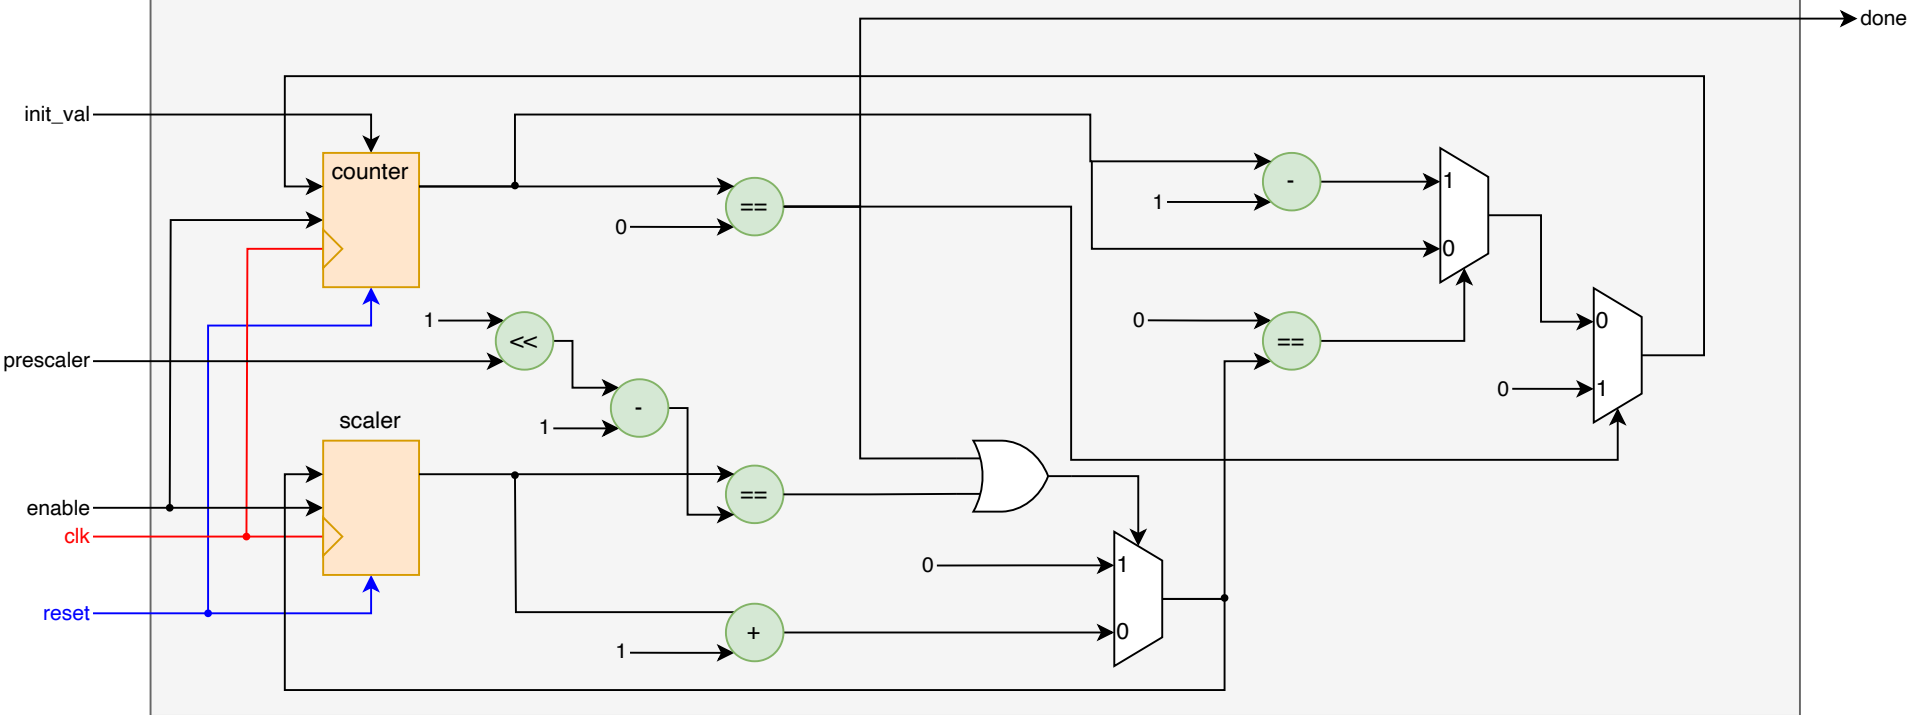 done
init_val
counter
==
0
-
1
1
0
1
<<
prescaler
0
==
0
0
1
-
1
scaler
==
enable
clk
reset
0
1
+
1
0